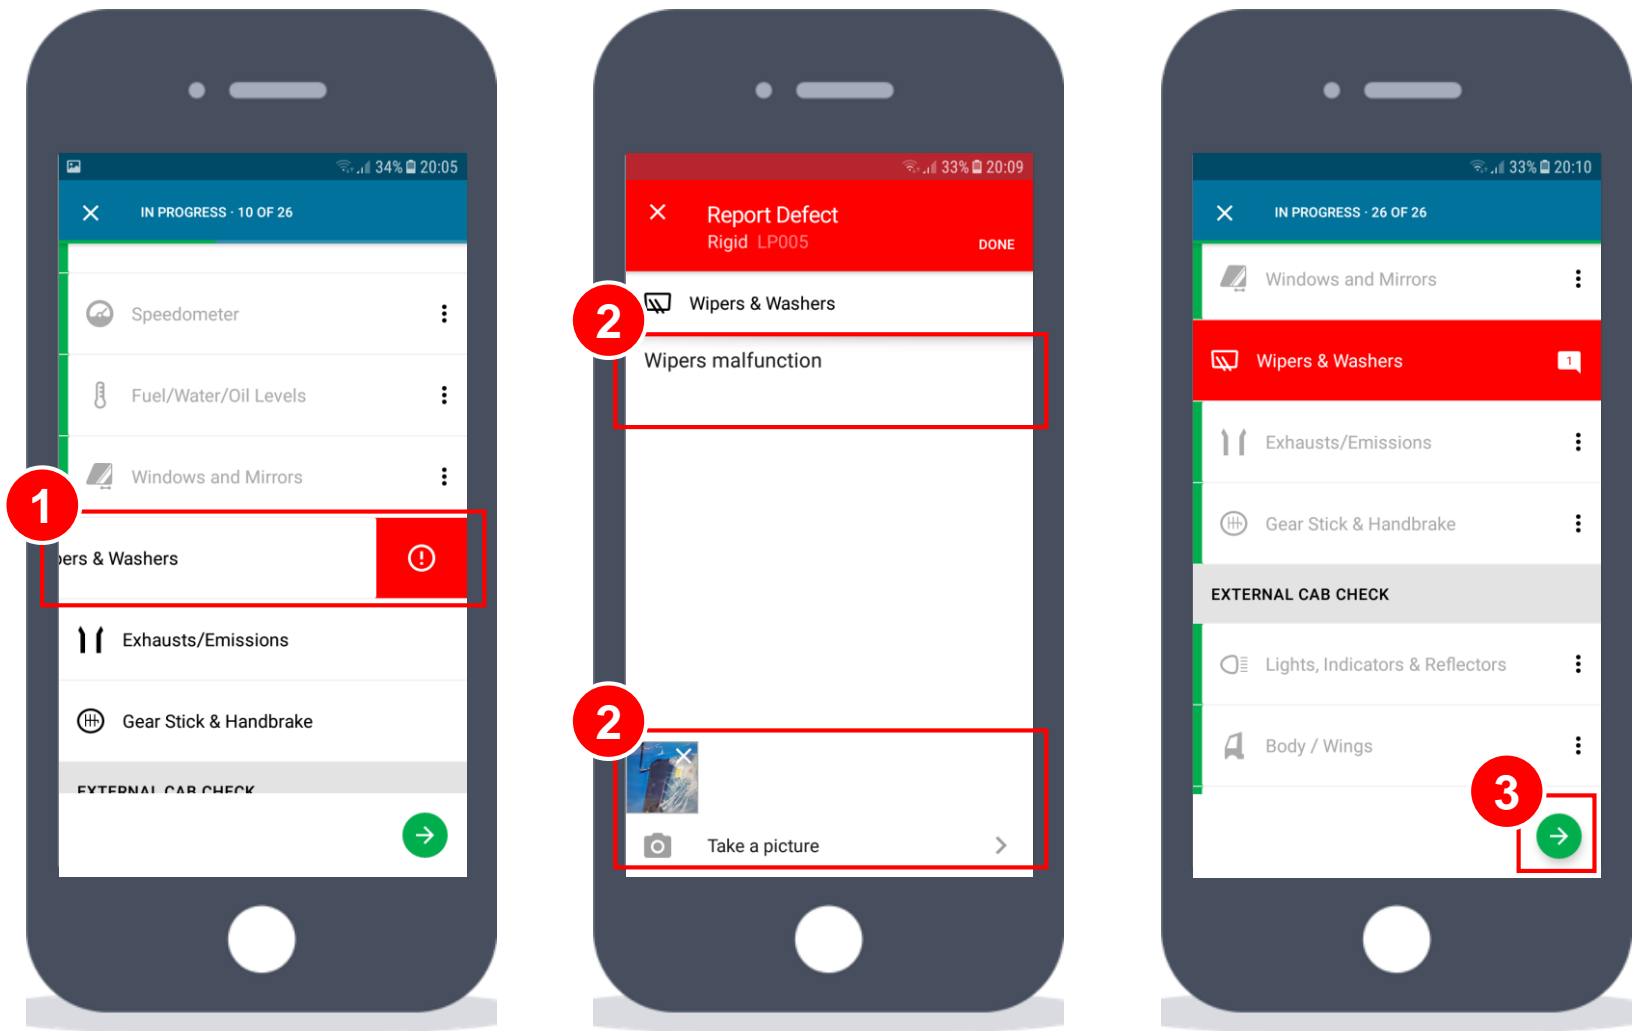 34% 20:05
IN PROGRESS · 10 OF 26
Speedometer
Fuel/Water/Oil Levels
Windows and Mirrors
1
pers & Washers
Exhausts/Emissions
Gear Stick & Handbrake
EXTERNAL CAB CHECK
33% 20:09
Report Defect
Rigid LP005
DONE
2
Wipers & Washers
Wipers malfunction
2
Take a picture
33% 20:10
IN PROGRESS · 26 OF 26
Windows and Mirrors
Wipers & Washers 1
Exhausts/Emissions
Gear Stick & Handbrake
EXTERNAL CAB CHECK
Lights, Indicators & Reflectors
Body / Wings
3